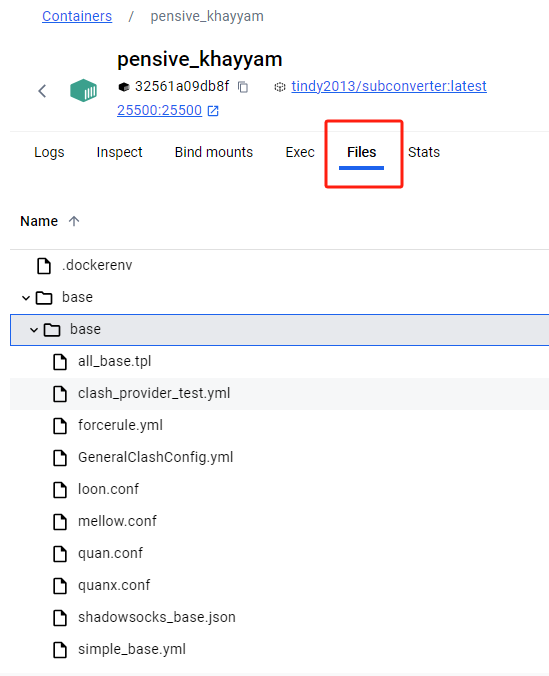 Containers / pensive_khayyam
pensive_khayyam
32561a09db8f tindy2013/subconverter:latest
25500:25500
Logs Inspect Bind mounts Exec Files Stats
Name
.dockerenv
base
base
all_base.tpl
clash_provider_test.yml
forcerule.yml
GeneralClashConfig.yml
loon.conf
mellow.conf
quan.conf
quanx.conf
shadowsocks_base.json
simple_base.yml